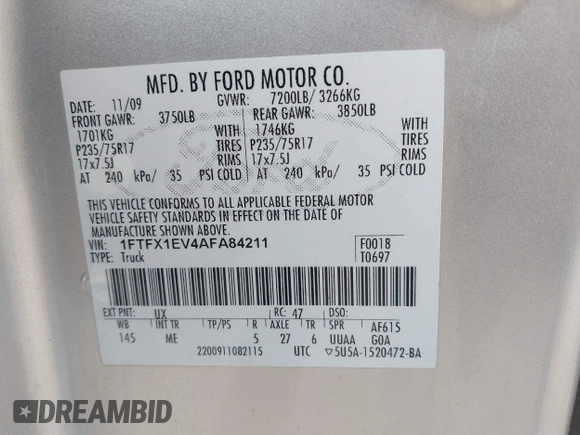 MFD. BY FORD MOTOR CO.
DATE: 11/09 GVWR: 7200LB/ 3266KG
FRONT GAWR: 3750LB REAR GAWR: 3850LB
1701KG WITH 1746KG WITH
P235/75R17 TIRES P235/75R17 TIRES
17x7.5J RIMS 17x7.5J RIMS
AT 240 kPa/ 35 PSI COLD AT 240 kPa/ 35 PSI COLD
THIS VEHICLE CONFORMS TO ALL APPLICABLE FEDERAL MOTOR
VEHICLE SAFETY STANDARDS IN EFFECT ON THE DATE OF
MANUFACTURE SHOWN ABOVE.
VIN: 1FTFX1EV4AFA84211 F0018
TYPE: Truck T0697
EXT PNT: UX RC: 47 DSO:
WB INT TR TP/PS R AXLE TR SPR AF615
145 ME 5 27 6 UUAA GOA
2200911082115 UTC ▽5U5A-1520472-BA
Ford
DREAMBID